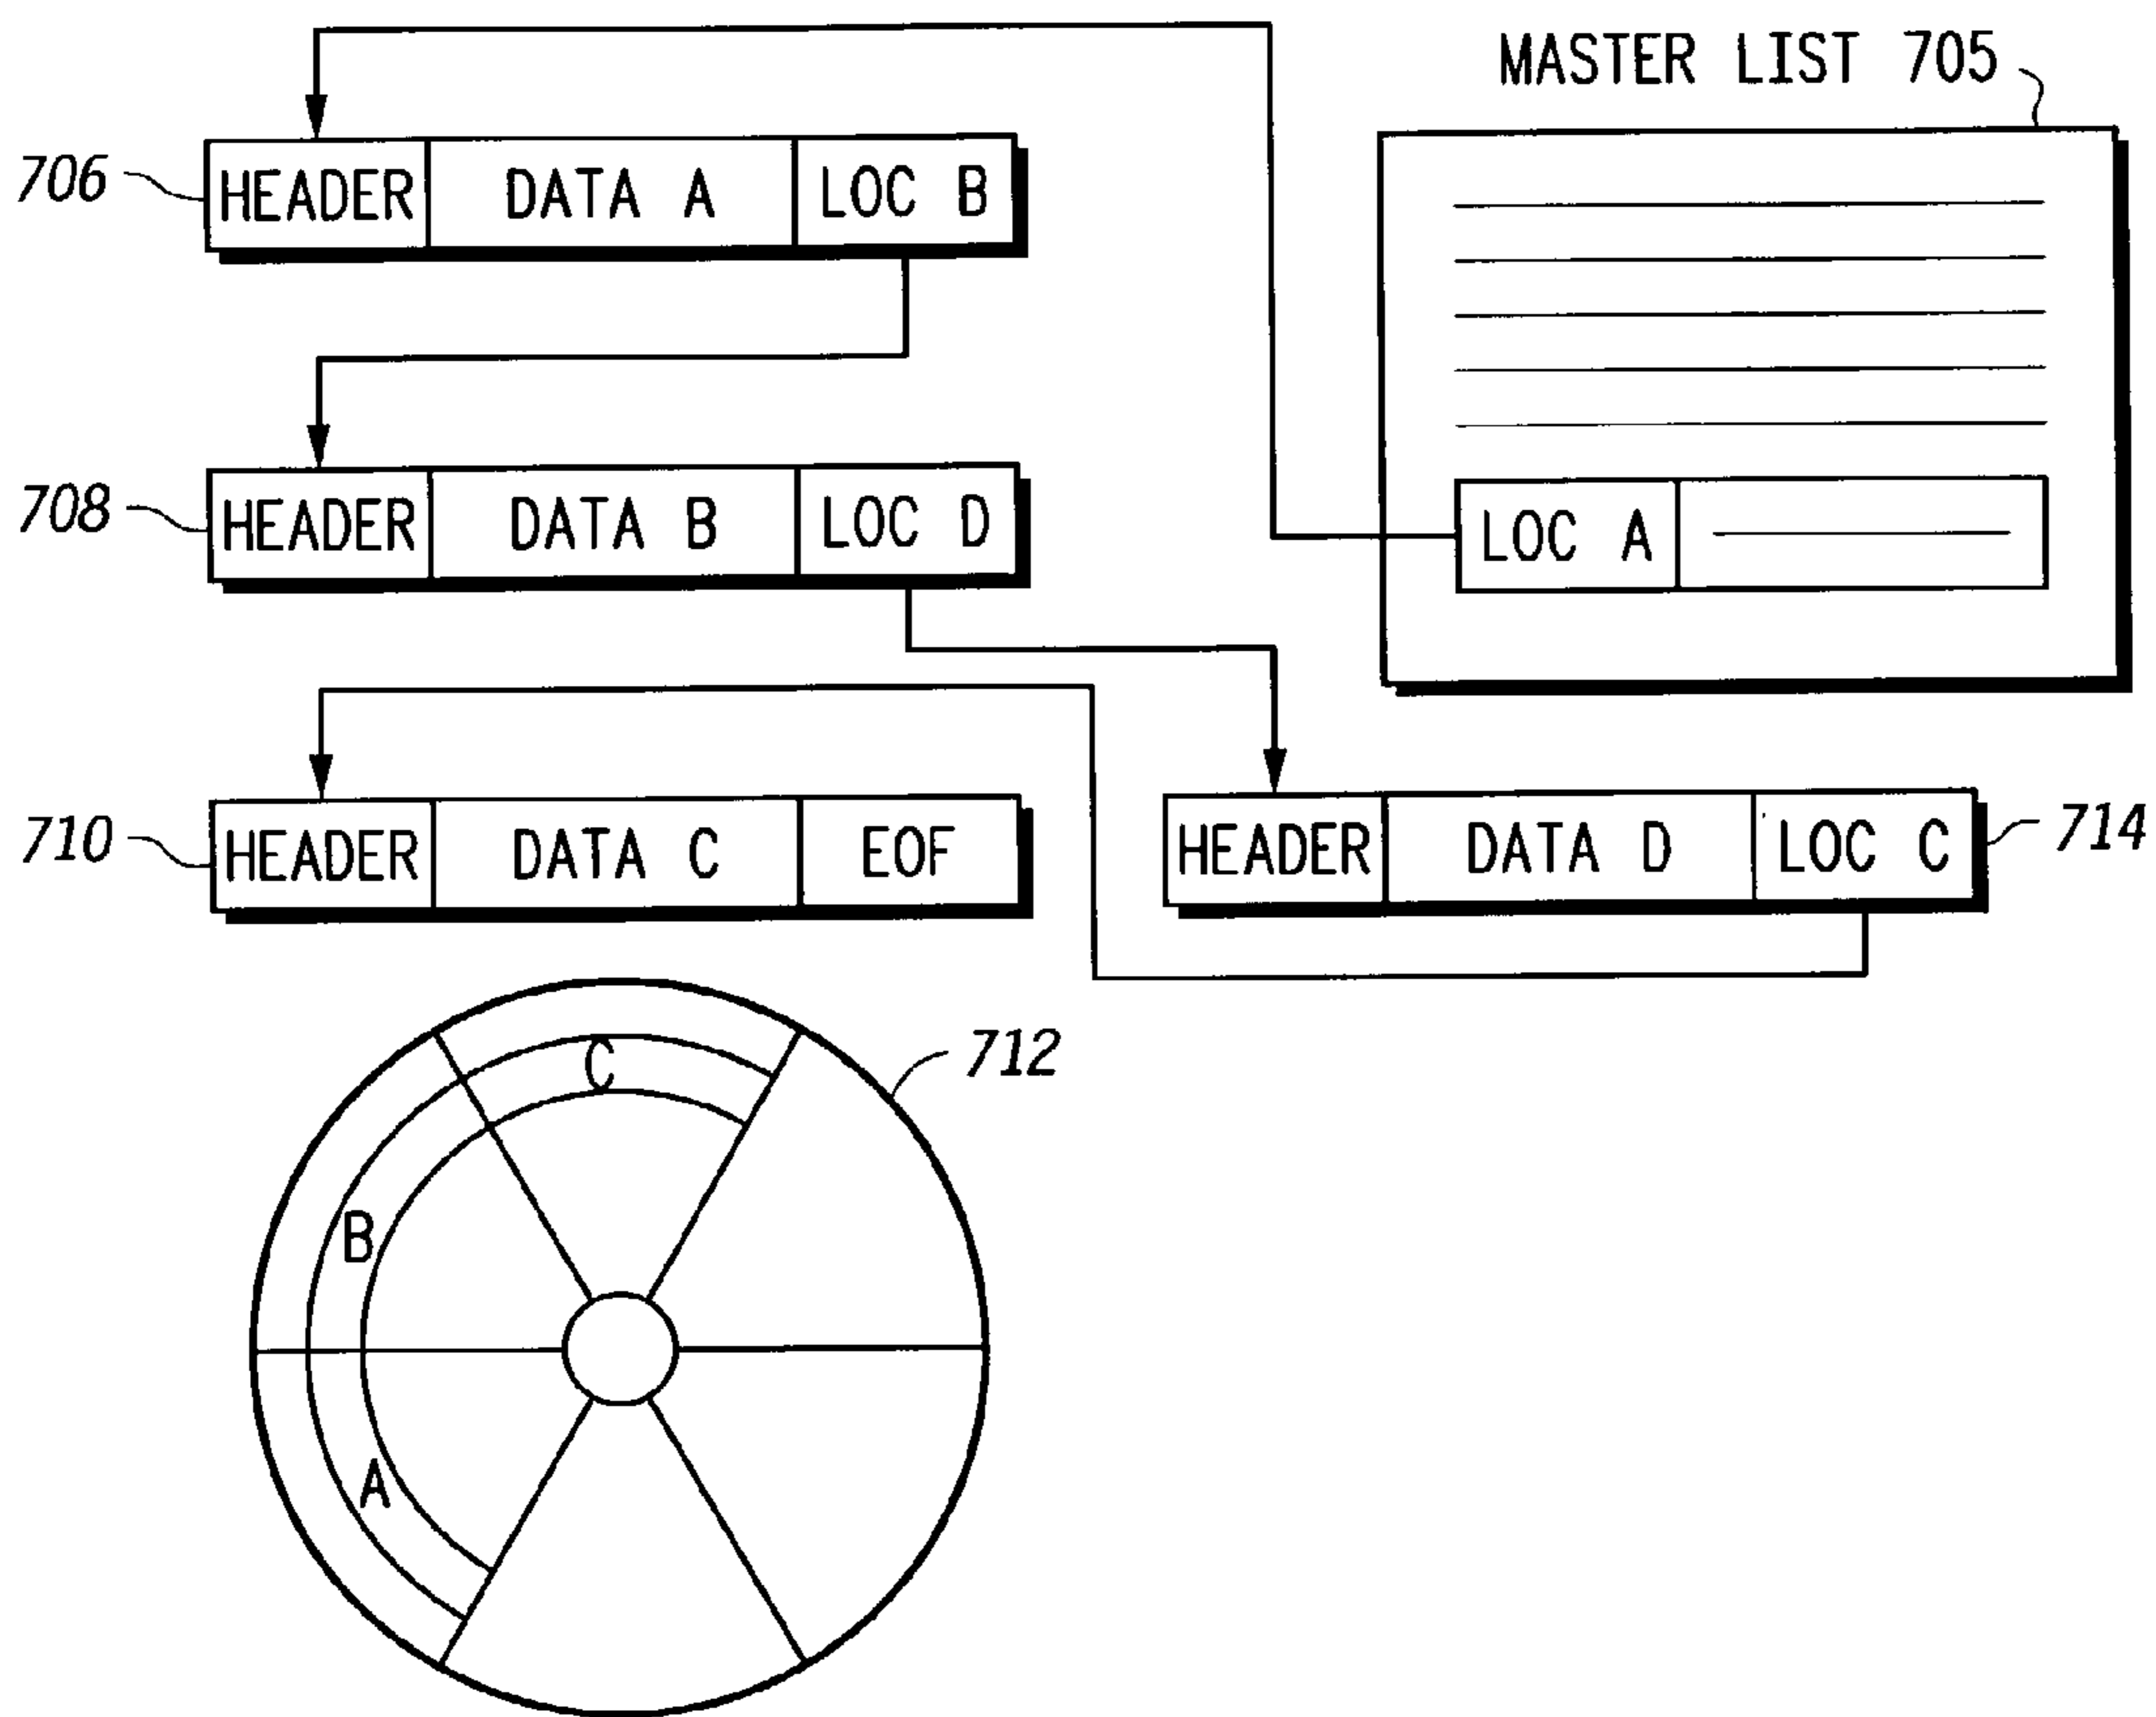 MASTER LIST 705
706 HEADER DATA A LOC B
708 HEADER DATA B LOC D
LOC A
710 HEADER DATA C EOF
HEADER DATA D LOC C 714
712
C
B
A